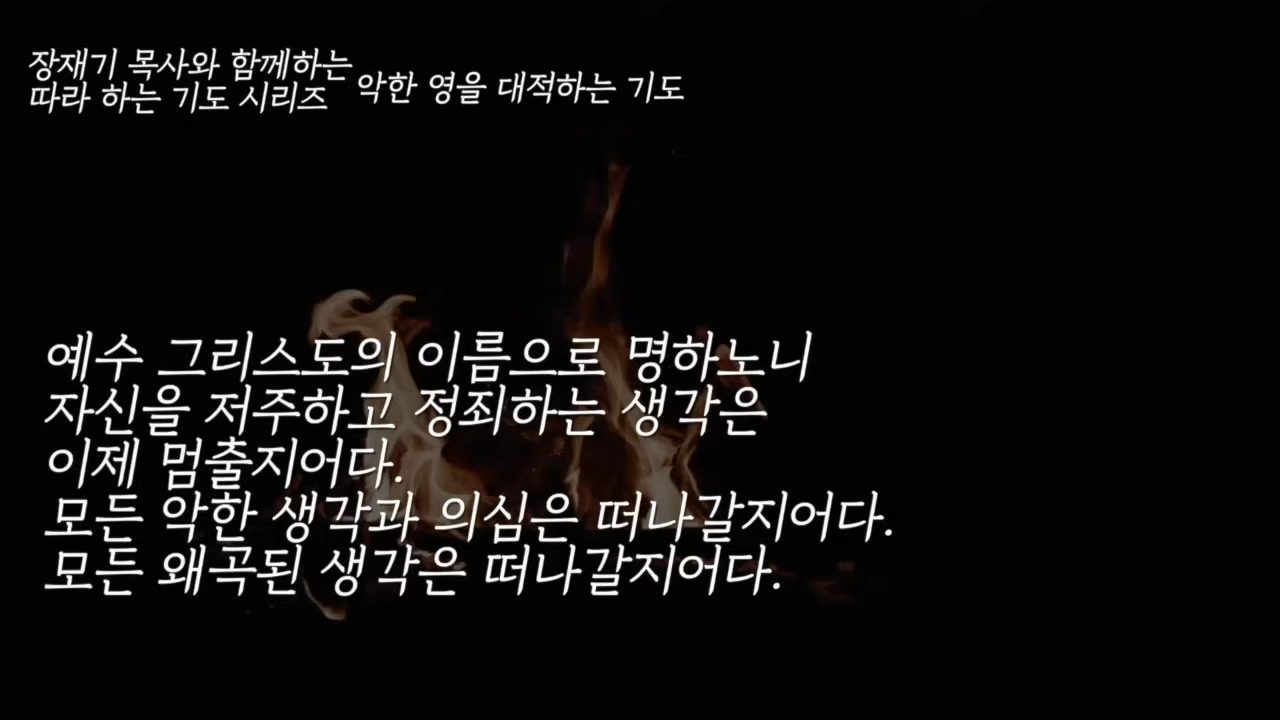 장재기 목사와 함께하는
따라 하는 기도 시리즈
악한 영을 대적하는 기도
예수 그리스도의 이름으로 명하노니
자신을 저주하고 정죄하는 생각은
이제 멈출지어다.
모든 악한 생각과 의심은 떠나갈지어다.
모든 왜곡된 생각은 떠나갈지어다.